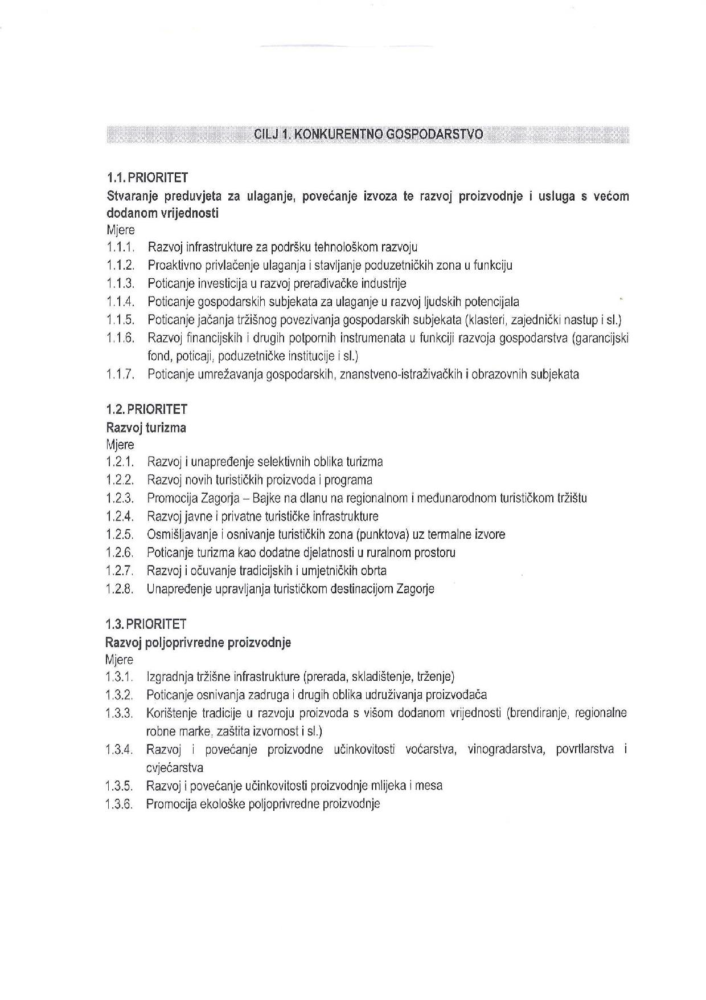 CILJ 1. KONKURENTNO GOSPODARSTVO
1.1. PRIORITET
Stvaranje preduvjeta za ulaganje, povećanje izvoza te razvoj proizvodnje i usluga s većom
dodanom vrijednosti
Mjere
1.1.1. Razvoj infrastrukture za podršku tehnološkom razvoju
1.1.2. Proaktivno privlačenje ulaganja i stavljanje poduzetničkih zona u funkciju
1.1.3. Poticanje investicija u razvoj prerađivačke industrije
1.1.4. Poticanje gospodarskih subjekata za ulaganje u razvoj ljudskih potencijala
1.1.5. Poticanje jačanja tržišnog povezivanja gospodarskih subjekata (klasteri, zajednički nastup i sl.)
1.1.6. Razvoj financijskih i drugih potpornih instrumenata u funkciji razvoja gospodarstva (garancijski
fond, poticaji, poduzetničke institucije i sl.)
1.1.7. Poticanje umrežavanja gospodarskih, znanstveno-istraživačkih i obrazovnih subjekata
1.2. PRIORITET
Razvoj turizma
Mjere
1.2.1. Razvoj i unapređenje selektivnih oblika turizma
1.2.2. Razvoj novih turističkih proizvoda i programa
1.2.3. Promocija Zagorja – Bajke na dlanu na regionalnom i međunarodnom turističkom tržištu
1.2.4. Razvoj javne i privatne turističke infrastrukture
1.2.5. Osmišljavanje i osnivanje turističkih zona (punktova) uz termalne izvore
1.2.6. Poticanje turizma kao dodatne djelatnosti u ruralnom prostoru
1.2.7. Razvoj i očuvanje tradicijskih i umjetničkih obrta
1.2.8. Unapređenje upravljanja turističkom destinacijom Zagorje
1.3. PRIORITET
Razvoj poljoprivredne proizvodnje
Mjere
1.3.1. Izgradnja tržišne infrastrukture (prerada, skladištenje, trženje)
1.3.2. Poticanje osnivanja zadruga i drugih oblika udruživanja proizvođača
1.3.3. Korištenje tradicije u razvoju proizvoda s višom dodanom vrijednosti (brendiranje, regionalne
robne marke, zaštita izvornost i sl.)
1.3.4. Razvoj i povećanje proizvodne učinkovitosti voćarstva, vinogradarstva, povrtlarstva i
cvjećarstva
1.3.5. Razvoj i povećanje učinkovitosti proizvodnje mlijeka i mesa
1.3.6. Promocija ekološke poljoprivredne proizvodnje